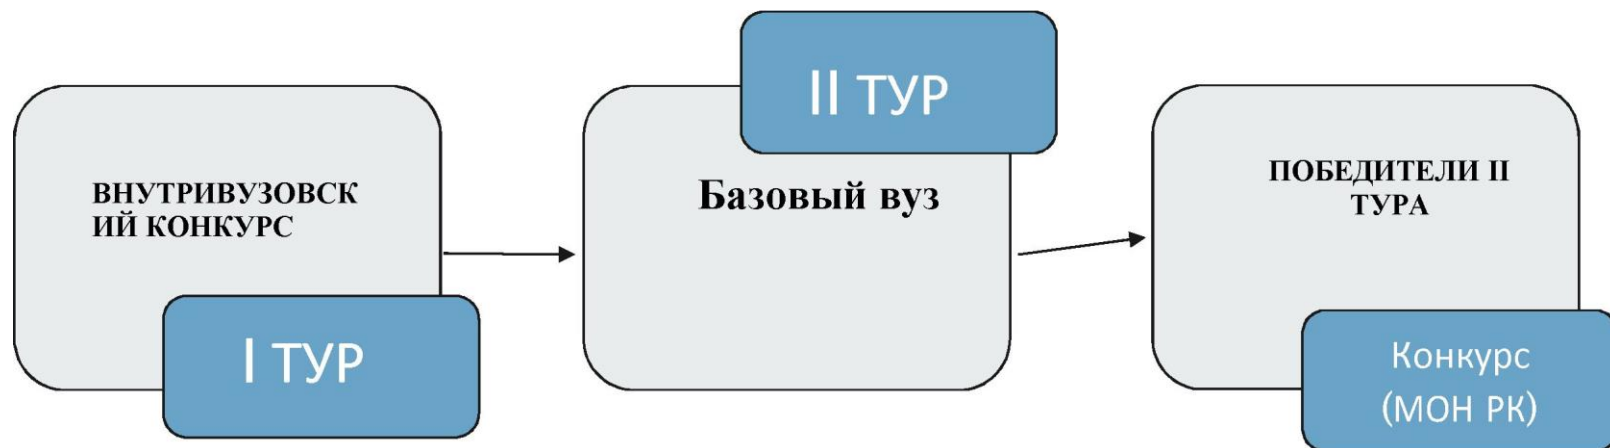 ВНУТРИВУЗОВСК
ИЙ КОНКУРС
I ТУР
II ТУР
Базовый вуз
ПОБЕДИТЕЛИ II
ТУРА
Конкурс
(МОН РК)